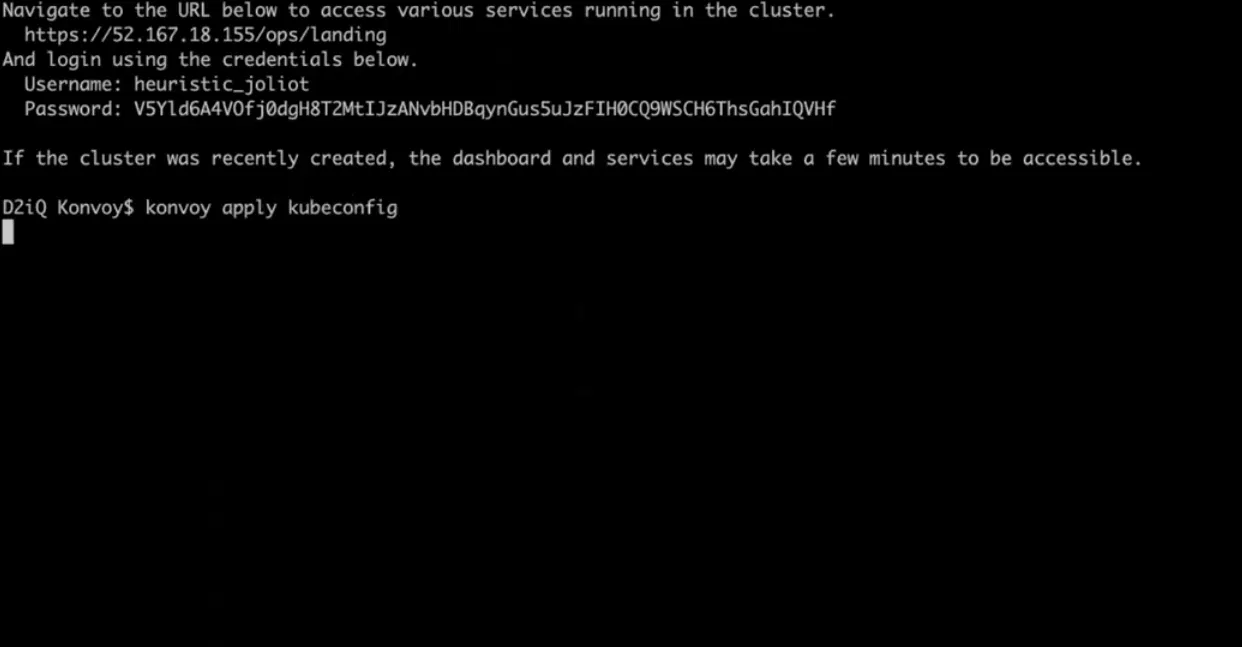 Navigate to the URL below to access various services running in the cluster.
https://52.167.18.155/ops/landing
And login using the credentials below.
Username: heuristic_joliot
Password: V5Yld6A4VOfj0dgH8T2MtIJzANvbHDBqynGus5uJzFIH0CQ9WSCH6ThsGahIQVHf
If the cluster was recently created, the dashboard and services may take a few minutes to be accessible.
D2iQ Konvoy$ konvoy apply kubeconfig